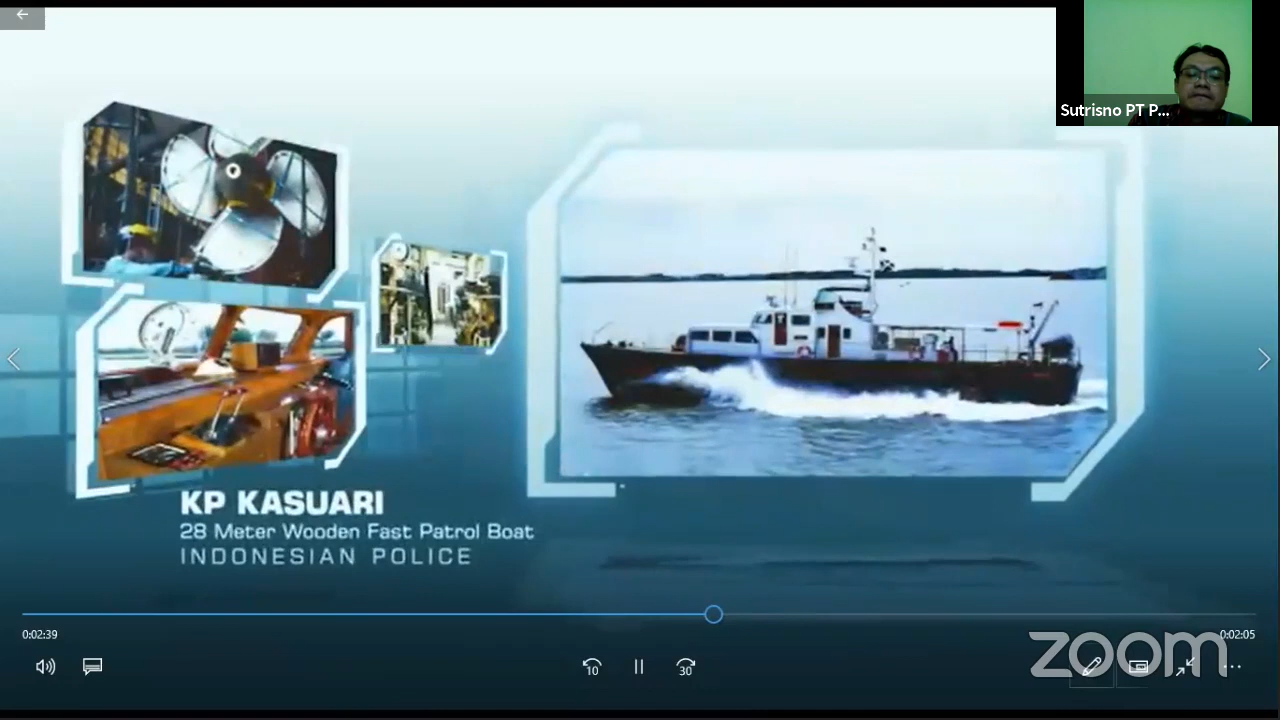 Sutrisno PT P...
KP KASUARI
28 Meter Wooden Fast Patrol Boat
INDONESIAN POLICE
0:02:39
0:02:05
10
30
zoom